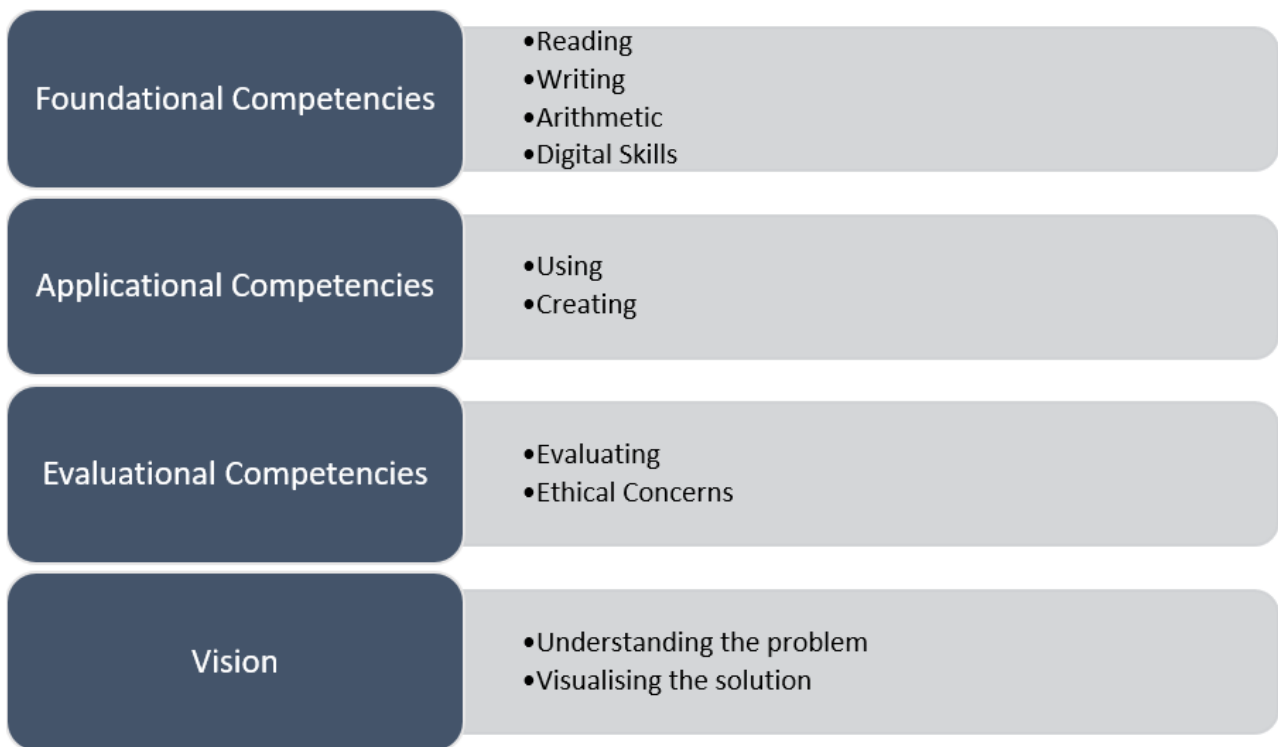 Foundational Competencies
•Reading
•Writing
•Arithmetic
•Digital Skills
Applicational Competencies
•Using
•Creating
Evaluational Competencies
•Evaluating
•Ethical Concerns
Vision
•Understanding the problem
•Visualising the solution